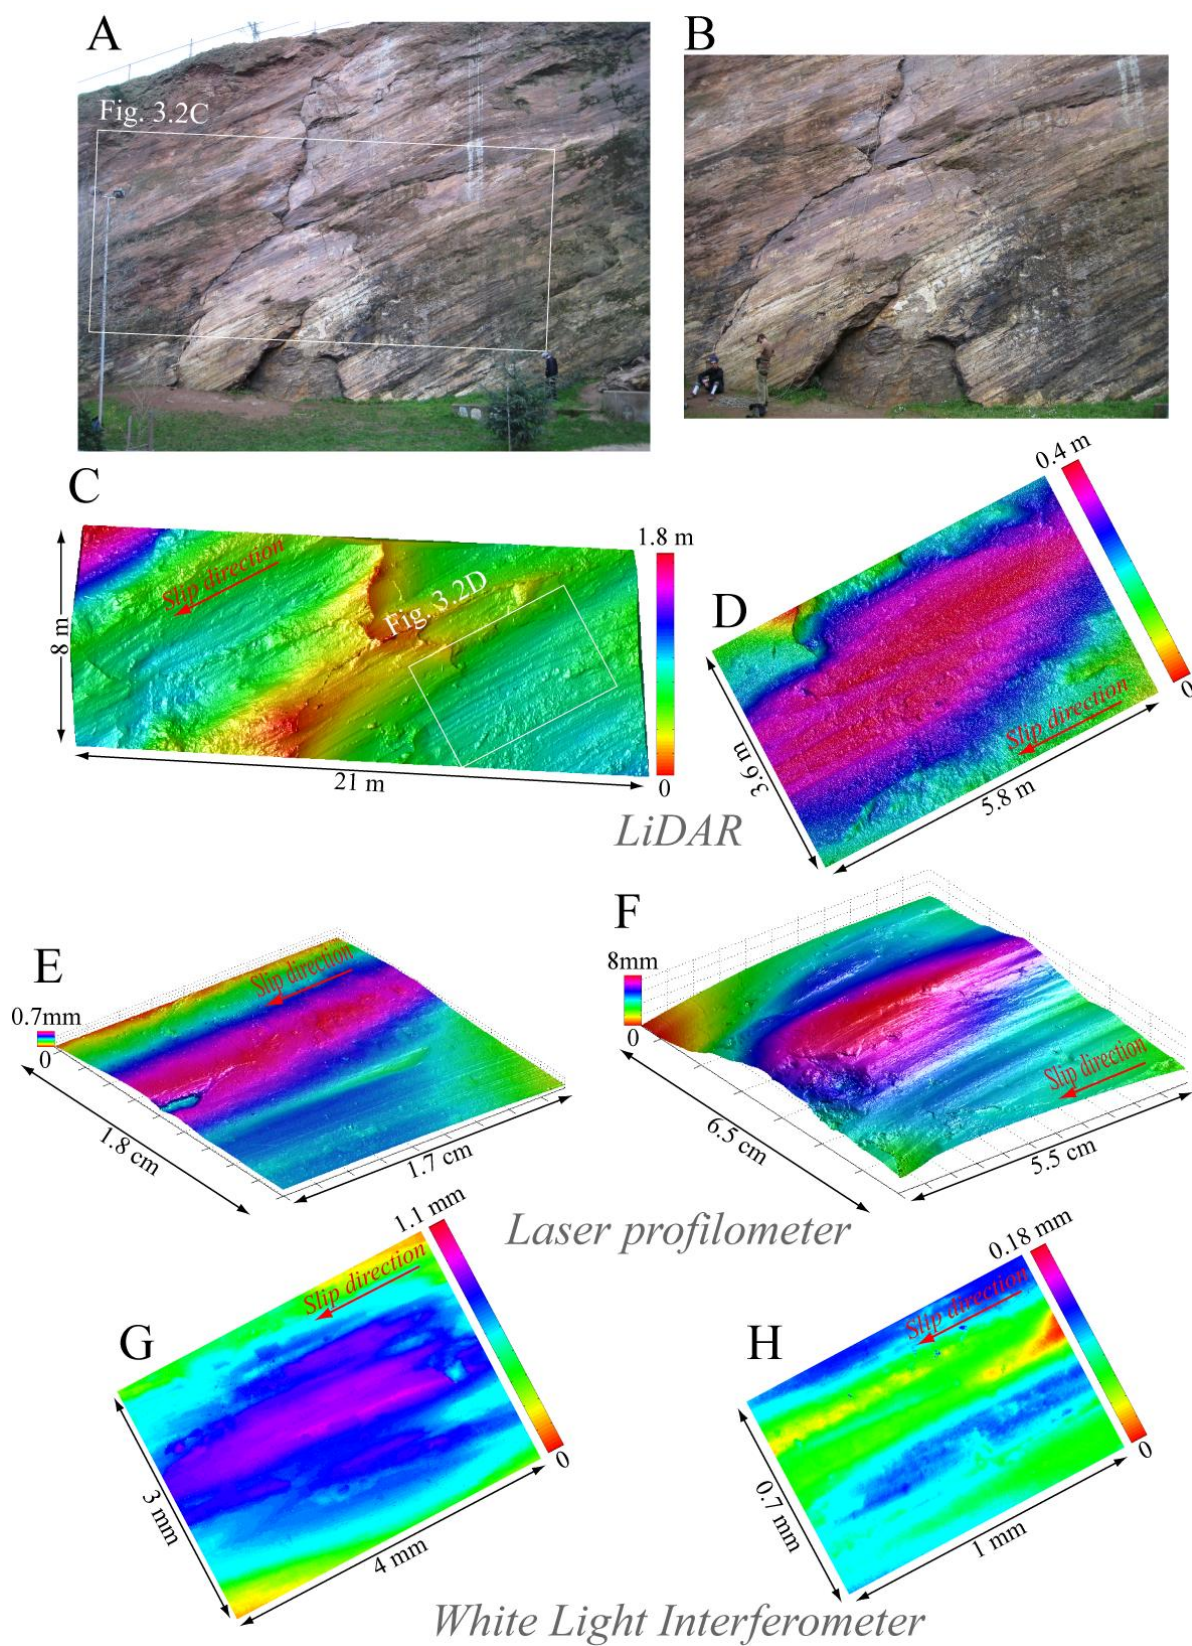 A
B
Fig. 3.2C
C
Slip direction
Fig. 3.2D
8 m
21 m
1.8 m
0
D
0.4 m
0
Slip direction
3.6 m
5.8 m
LiDAR
E
0.7mm
0
Slip direction
1.8 cm
1.7 cm
F
8mm
0
Slip direction
6.5 cm
5.5 cm
Laser profilometer
G
1.1 mm
0
Slip direction
3 mm
4 mm
H
0.18 mm
0
Slip direction
0.7 mm
1 mm
White Light Interferometer